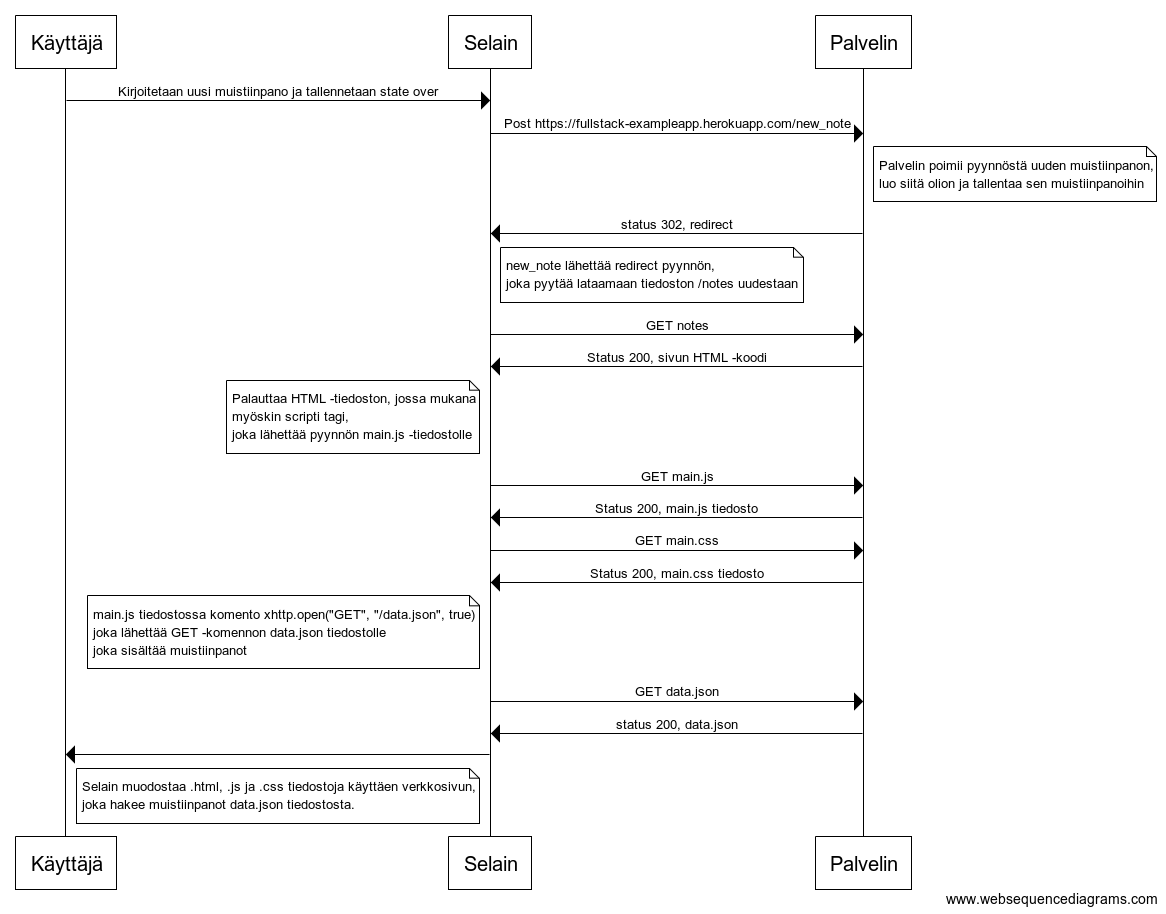 Käyttäjä
Selain
Palvelin
Kirjoitetaan uusi muistiinpano ja tallennetaan state over
Post https://fullstack-exampleapp.herokuapp.com/new_note
Palvelin poimii pyynnöstä uuden muistiinpanon,
luo siitä olion ja tallentaa sen muistiinpanoihin
status 302, redirect
new_note lähettää redirect pyynnön,
joka pyytää lataamaan tiedoston /notes uudestaan
GET notes
Status 200, sivun HTML -koodi
Palauttaa HTML -tiedoston, jossa mukana
myöskin scripti tagi,
joka lähettää pyynnön main.js -tiedostolle
GET main.js
Status 200, main.js tiedosto
GET main.css
Status 200, main.css tiedosto
main.js tiedostossa komento xhttp.open("GET", "/data.json", true)
joka lähettää GET -komennon data.json tiedostolle
joka sisältää muistiinpanot
GET data.json
status 200, data.json
Selain muodostaa .html, .js ja .css tiedostoja käyttäen verkkosivun,
joka hakee muistiinpanot data.json tiedostosta.
Käyttäjä
Selain
Palvelin
www.websequencediagrams.com